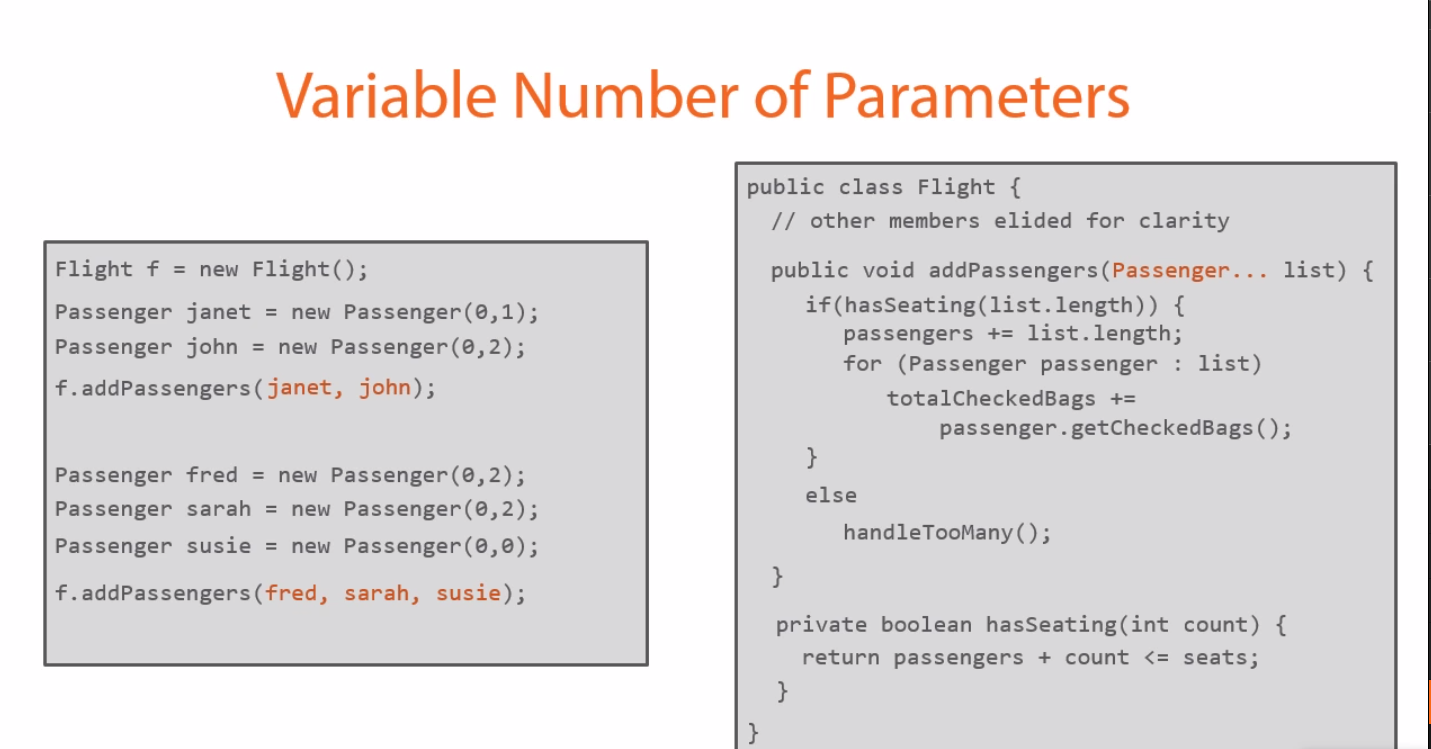 Variable Number of Parameters
Flight f = new Flight();
Passenger janet = new Passenger(0,1);
Passenger john = new Passenger(0,2);
f.addPassengers(janet, john);
Passenger fred = new Passenger(0,2);
Passenger sarah = new Passenger(0,2);
Passenger susie = new Passenger(0,0);
f.addPassengers(fred, sarah, susie);
public class Flight {
// other members elided for clarity
public void addPassengers(Passenger... list) {
if(hasSeating(list.length)) {
passengers += list.length;
for (Passenger passenger : list)
totalCheckedBags +=
passenger.getCheckedBags();
}
else
handleTooMany();
}
private boolean hasSeating(int count) {
return passengers + count <= seats;
}
}